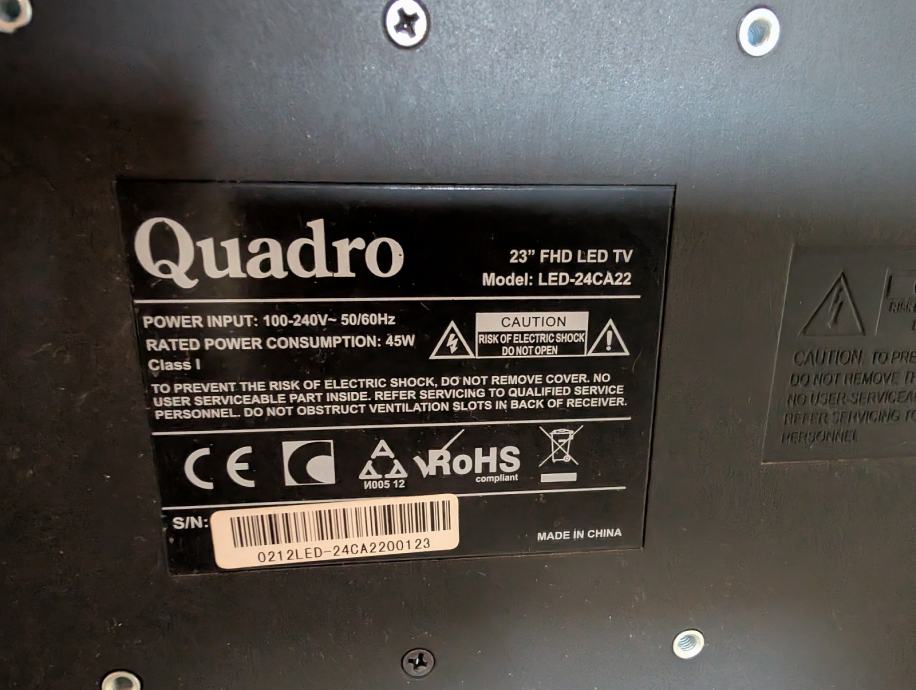 Quadro
23” FHD LED TV
Model: LED-24CA22
POWER INPUT: 100-240V~ 50/60Hz
RATED POWER CONSUMPTION: 45W
Class I
CAUTION
RISK OF ELECTRIC SHOCK
DO NOT OPEN
TO PREVENT THE RISK OF ELECTRIC SHOCK, DO NOT REMOVE COVER. NO
USER SERVICEABLE PART INSIDE. REFER SERVICING TO QUALIFIED SERVICE
PERSONNEL. DO NOT OBSTRUCT VENTILATION SLOTS IN BACK OF RECEIVER.
CE
A
И005 12
RoHS
compliant
S/N:
0212LED-24CA2200123
MADE İN CHINA
CAUTION. TO
DO NOT REMOVE
NO USER-SERVICEA
REFER SERVICING
PERSONNEL